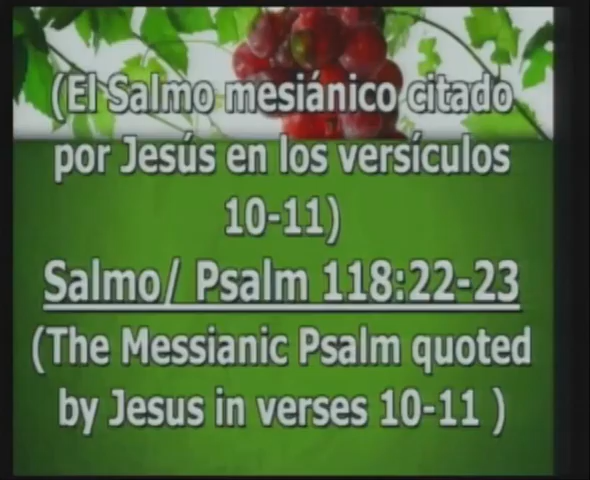 (El Salmo mesiánico citado
por Jesús en los versículos
10-11)
Salmo/ Psalm 118:22-23
(The Messianic Psalm quoted
by Jesus in verses 10-11 )